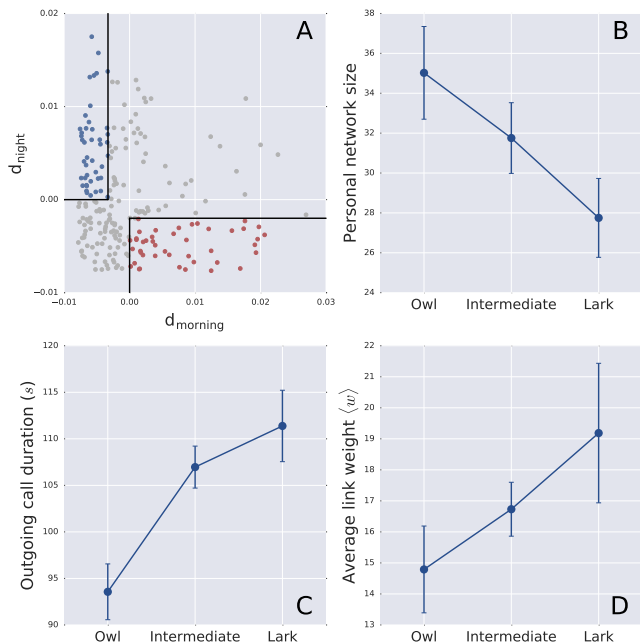 A
0.02
0.01
0.00
−0.01
−0.01
0.00
0.01
0.02
0.03
d_night
d_morning
B
38
36
34
32
30
28
26
24
Personal network size
Owl Intermediate Lark
C
120
115
110
105
100
95
90
Outgoing call duration (s)
Owl Intermediate Lark
D
22
21
20
19
18
17
16
15
14
13
Average link weight ⟨w⟩
Owl Intermediate Lark